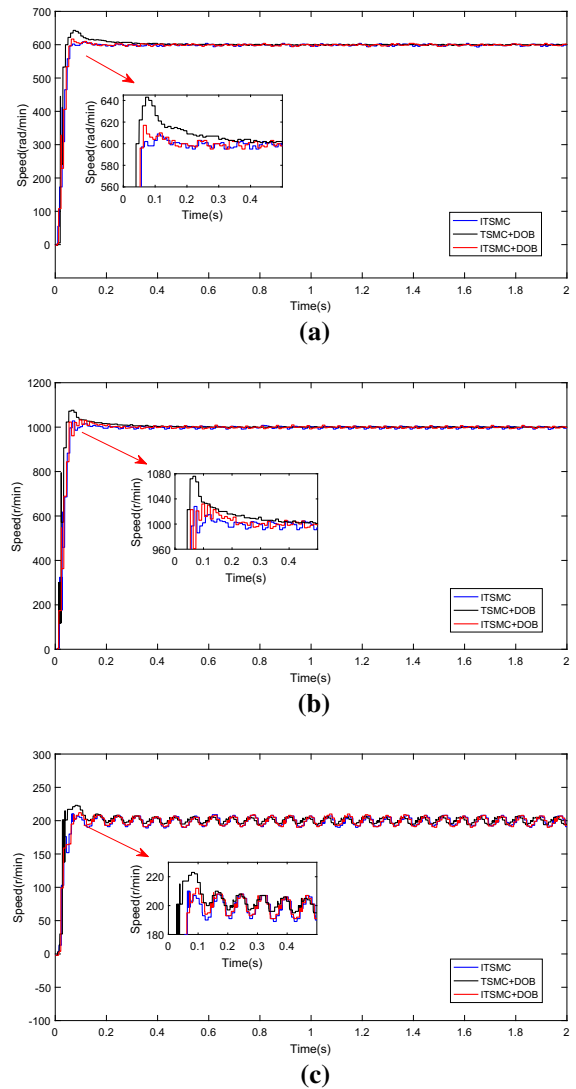 700
600
500
400
300
200
100
0
-100
Speed(rad/min)
640
620
600
580
560
Speed(rad/min)
0 0.1 0.2 0.3 0.4
Time(s)
ITSMC
TSMC+DOB
ITSMC+DOB
0 0.2 0.4 0.6 0.8 1 1.2 1.4 1.6 1.8 2
Time(s)
(a)
1200
1000
800
600
400
200
0
Speed(r/min)
1080
1040
1000
960
Speed(r/min)
0 0.1 0.2 0.3 0.4
Time(s)
ITSMC
TSMC+DOB
ITSMC+DOB
0 0.2 0.4 0.6 0.8 1 1.2 1.4 1.6 1.8 2
Time(s)
(b)
300
250
200
150
100
50
0
-50
-100
Speed(r/min)
220
200
180
Speed(r/min)
0 0.1 0.2 0.3 0.4
Time(s)
ITSMC
TSMC+DOB
ITSMC+DOB
0 0.2 0.4 0.6 0.8 1 1.2 1.4 1.6 1.8 2
Time(s)
(c)